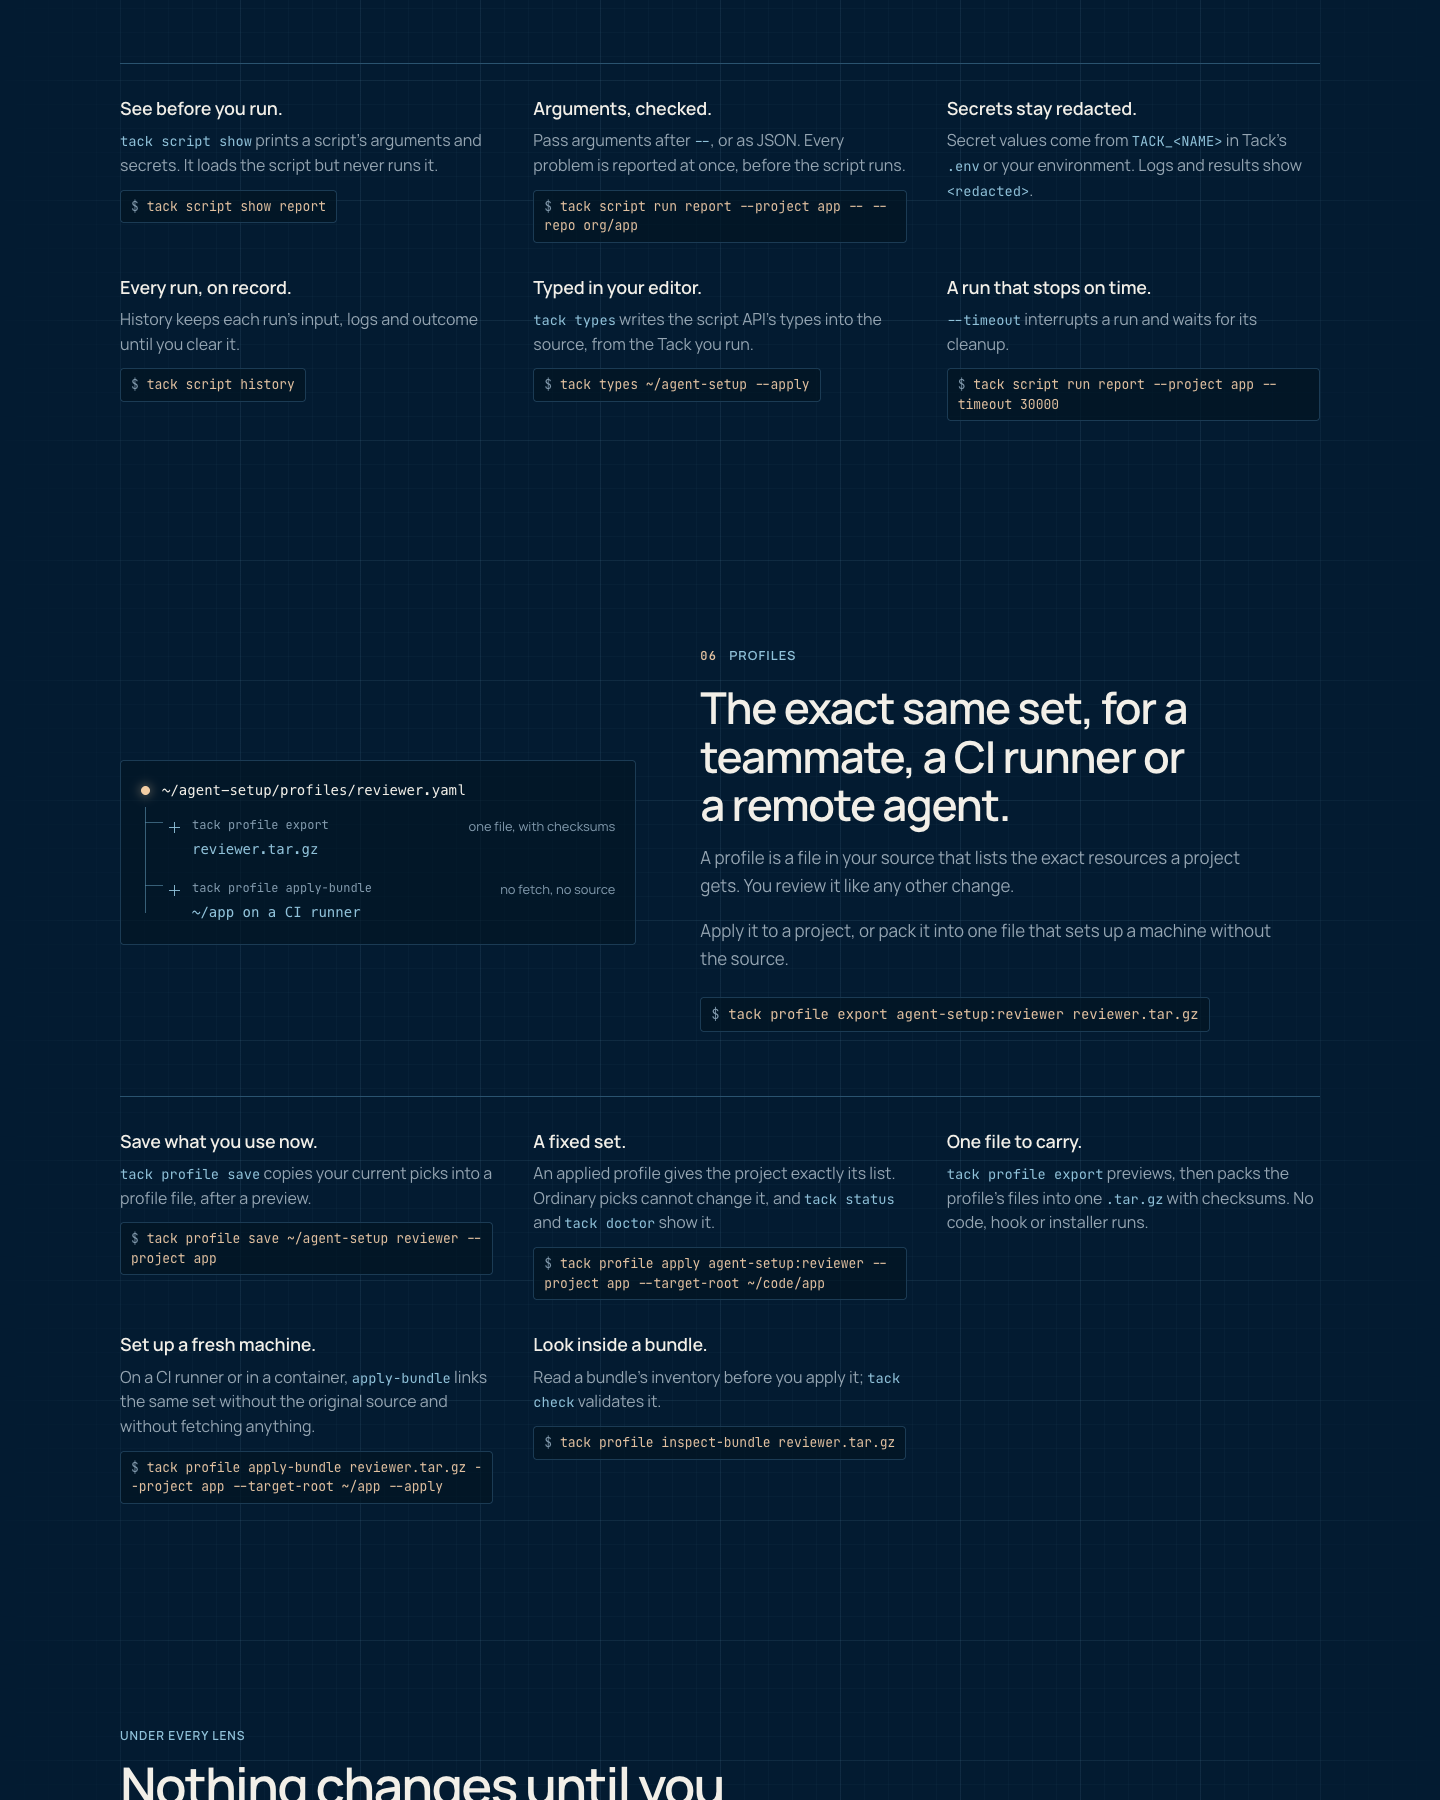 See before you run.
tack script show prints a script's arguments and
secrets. It loads the script but never runs it.
$ tack script show report
Arguments, checked.
Pass arguments after --, or as JSON. Every
problem is reported at once, before the script runs.
$ tack script run report --project app -- --
repo org/app
Secrets stay redacted.
Secret values come from TACK_<NAME> in Tack's
.env or your environment. Logs and results show
<redacted>.
Every run, on record.
History keeps each run's input, logs and outcome
until you clear it.
$ tack script history
Typed in your editor.
tack types writes the script API's types into the
source, from the Tack you run.
$ tack types ~/agent-setup --apply
A run that stops on time.
--timeout interrupts a run and waits for its
cleanup.
$ tack script run report --project app --
timeout 30000
~/agent-setup/profiles/reviewer.yaml
tack profile export one file, with checksums
reviewer.tar.gz
tack profile apply-bundle no fetch, no source
~/app on a CI runner
06 PROFILES
The exact same set, for a
teammate, a CI runner or
a remote agent.
A profile is a file in your source that lists the exact resources a project
gets. You review it like any other change.
Apply it to a project, or pack it into one file that sets up a machine without
the source.
$ tack profile export agent-setup:reviewer reviewer.tar.gz
Save what you use now.
tack profile save copies your current picks into a
profile file, after a preview.
$ tack profile save ~/agent-setup reviewer --
project app
A fixed set.
An applied profile gives the project exactly its list.
Ordinary picks cannot change it, and tack status
and tack doctor show it.
$ tack profile apply agent-setup:reviewer --
project app --target-root ~/code/app
One file to carry.
tack profile export previews, then packs the
profile's files into one .tar.gz with checksums. No
code, hook or installer runs.
Set up a fresh machine.
On a CI runner or in a container, apply-bundle links
the same set without the original source and
without fetching anything.
$ tack profile apply-bundle reviewer.tar.gz -
-project app --target-root ~/app --apply
Look inside a bundle.
Read a bundle's inventory before you apply it; tack
check validates it.
$ tack profile inspect-bundle reviewer.tar.gz
UNDER EVERY LENS
Nothing changes until you